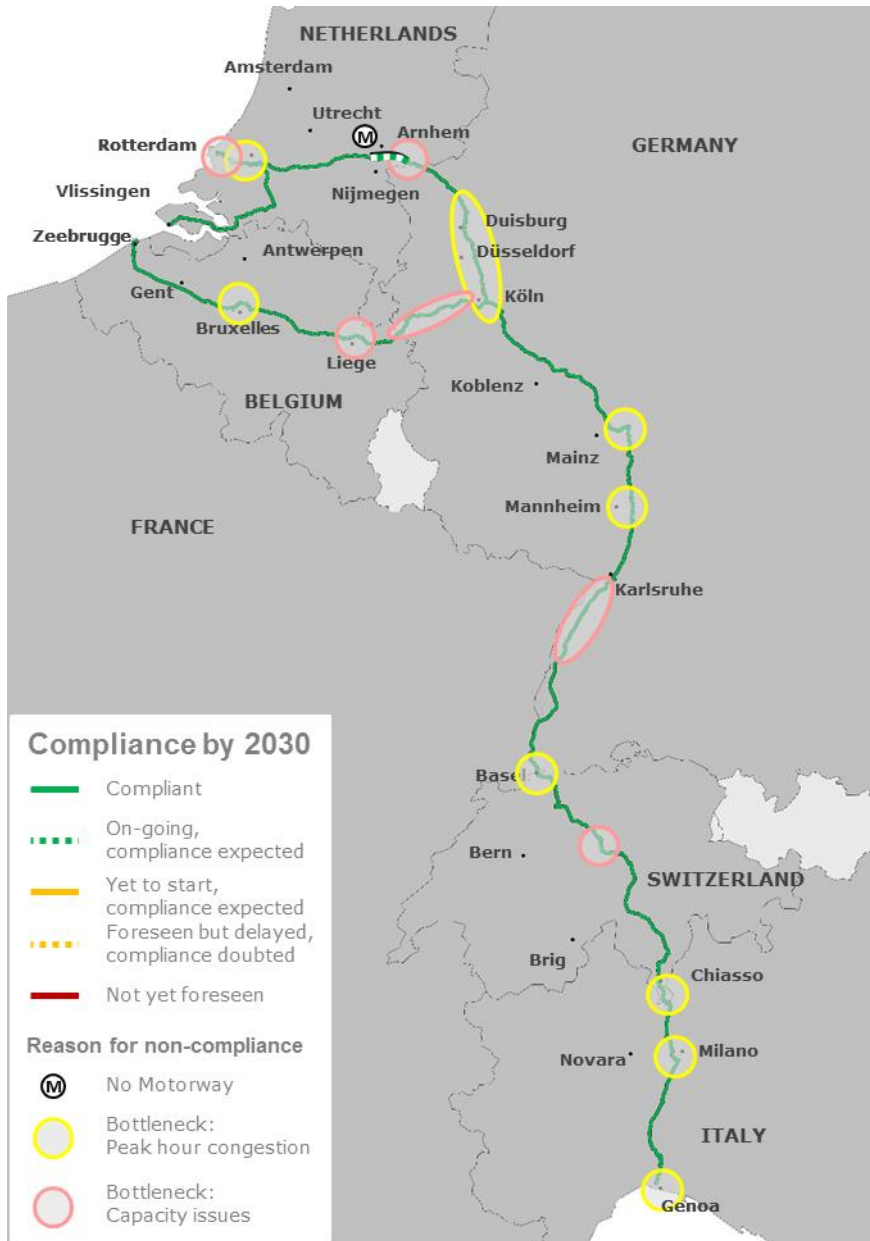 NETHERLANDS
Amsterdam
Utrecht
M
Arnhem
Rotterdam
GERMANY
Vlissingen
Nijmegen
Zeebrugge
Duisburg
Antwerpen
Düsseldorf
Gent
Köln
Bruxelles
Liege
Koblenz
BELGIUM
Mainz
Mannheim
FRANCE
Karlsruhe
Basel
Bern
SWITZERLAND
Brig
Chiasso
Novara
Milano
ITALY
Genoa
Compliance by 2030
Compliant
On-going,
compliance expected
Yet to start,
compliance expected
Foreseen but delayed,
compliance doubted
Not yet foreseen
Reason for non-compliance
M No Motorway
Bottleneck:
Peak hour congestion
Bottleneck:
Capacity issues